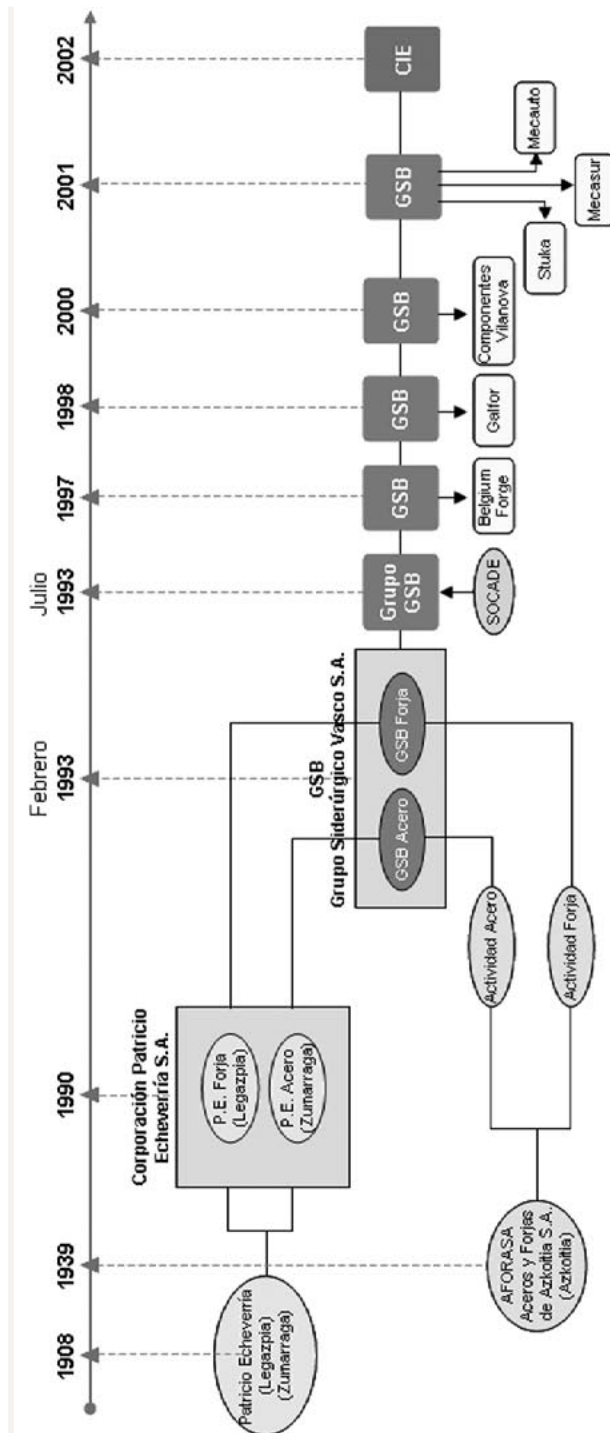 1908
1939
1990
Febrero
1993
Julio
1993
1997
1998
2000
2001
2002
Patricio Echeverría
(Legazpia)
(Zumarraga)
AFORASA
Aceros y Forjas
de Azkoitia S.A.
(Azkoitia)
Corporación Patricio
Echeverría S.A.
P.E. Forja
(Legazpia)
P.E. Acero
(Zumarraga)
Actividad Acero
Actividad Forja
GSB
Grupo Siderúrgico Vasco S.A.
GSB Acero
GSB Forja
Grupo
GSB
SOCADE
GSB
Belgium
Forge
GSB
Galfor
GSB
Componentes
Vilanova
GSB
Stuka
Mecasur
Mecauto
CIE